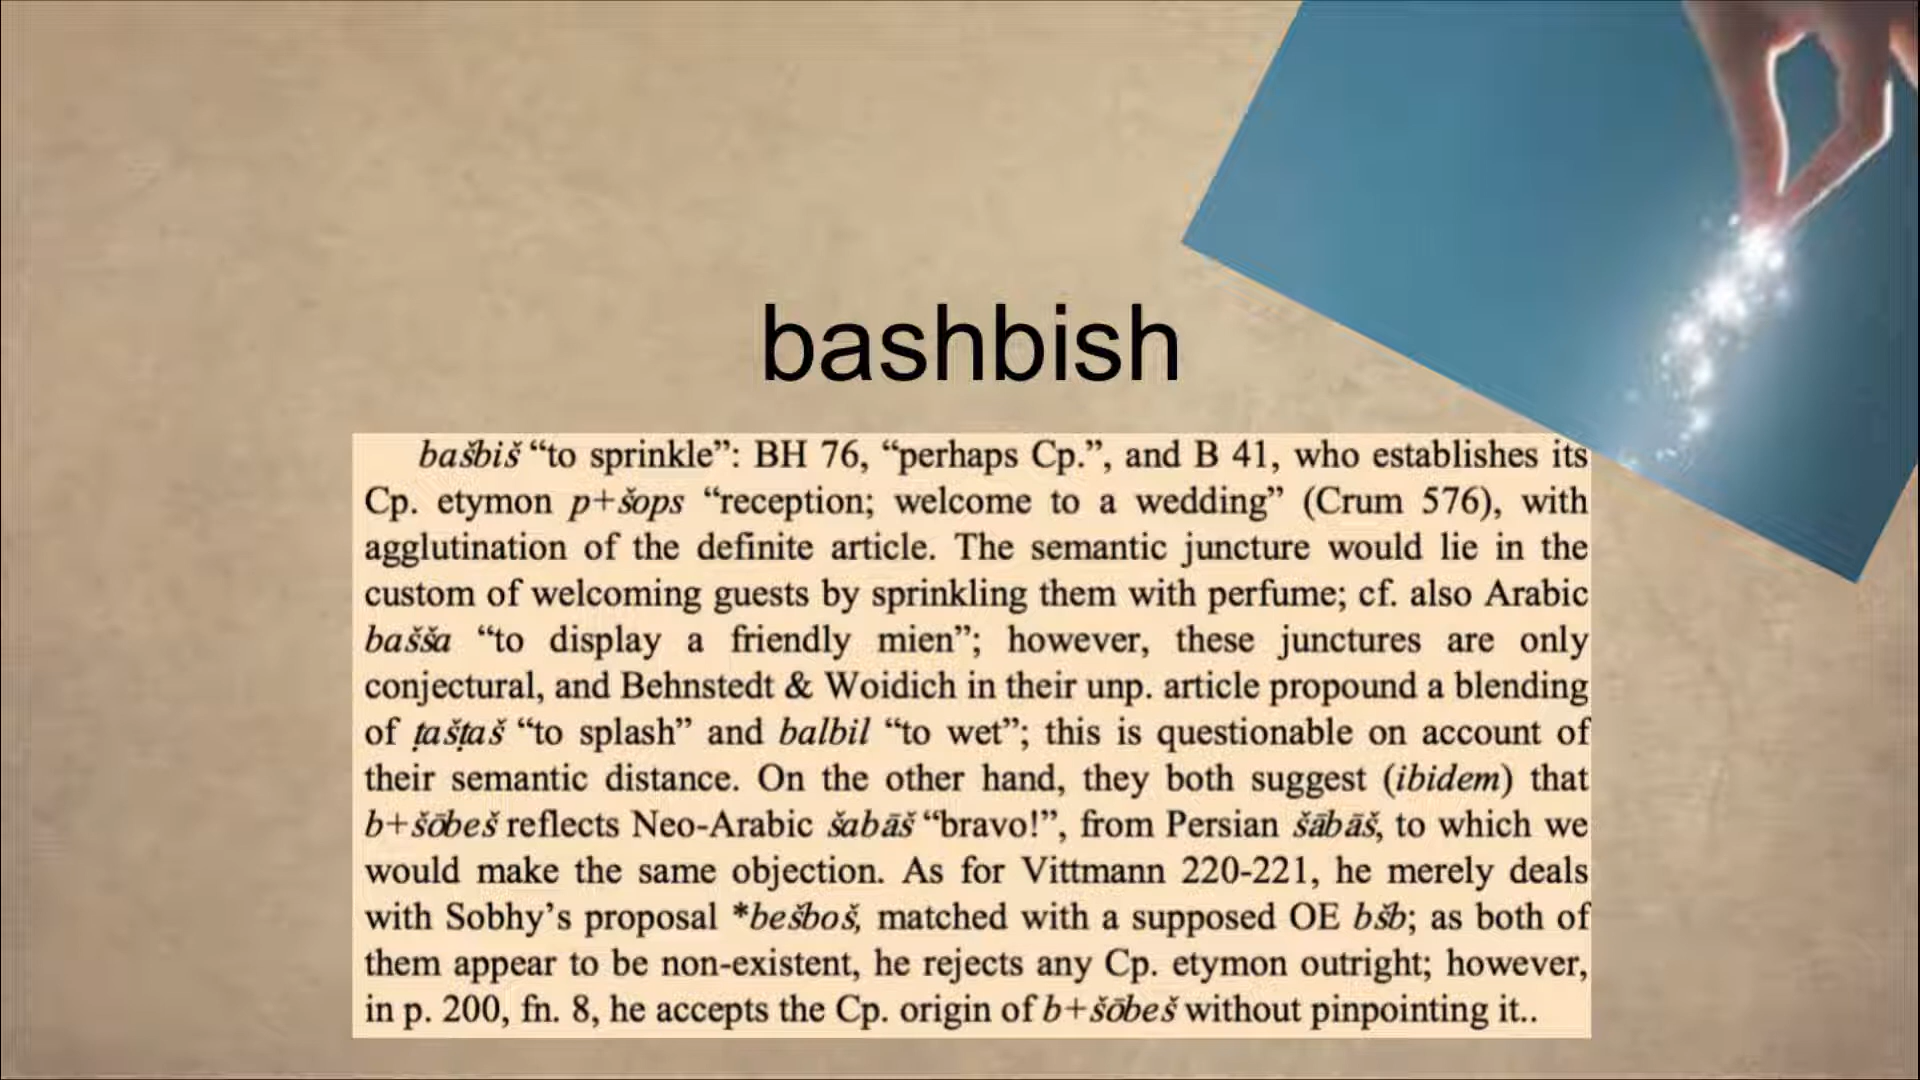 bashbish
bašbiš “to sprinkle”: BH 76, “perhaps Cp.”, and B 41, who establishes its
Cp. etymon p+šops “reception; welcome to a wedding” (Crum 576), with
agglutination of the definite article. The semantic juncture would lie in the
custom of welcoming guests by sprinkling them with perfume; cf. also Arabic
bašša “to display a friendly mien”; however, these junctures are only
conjectural, and Behnstedt & Woidich in their unp. article propound a blending
of ṭašṭaš “to splash” and balbil “to wet”; this is questionable on account of
their semantic distance. On the other hand, they both suggest (ibidem) that
b+šōbeš reflects Neo-Arabic šabāš “bravo!”, from Persian šābāš, to which we
would make the same objection. As for Vittmann 220-221, he merely deals
with Sobhy’s proposal *bešboš, matched with a supposed OE bšb; as both of
them appear to be non-existent, he rejects any Cp. etymon outright; however,
in p. 200, fn. 8, he accepts the Cp. origin of b+šōbeš without pinpointing it..